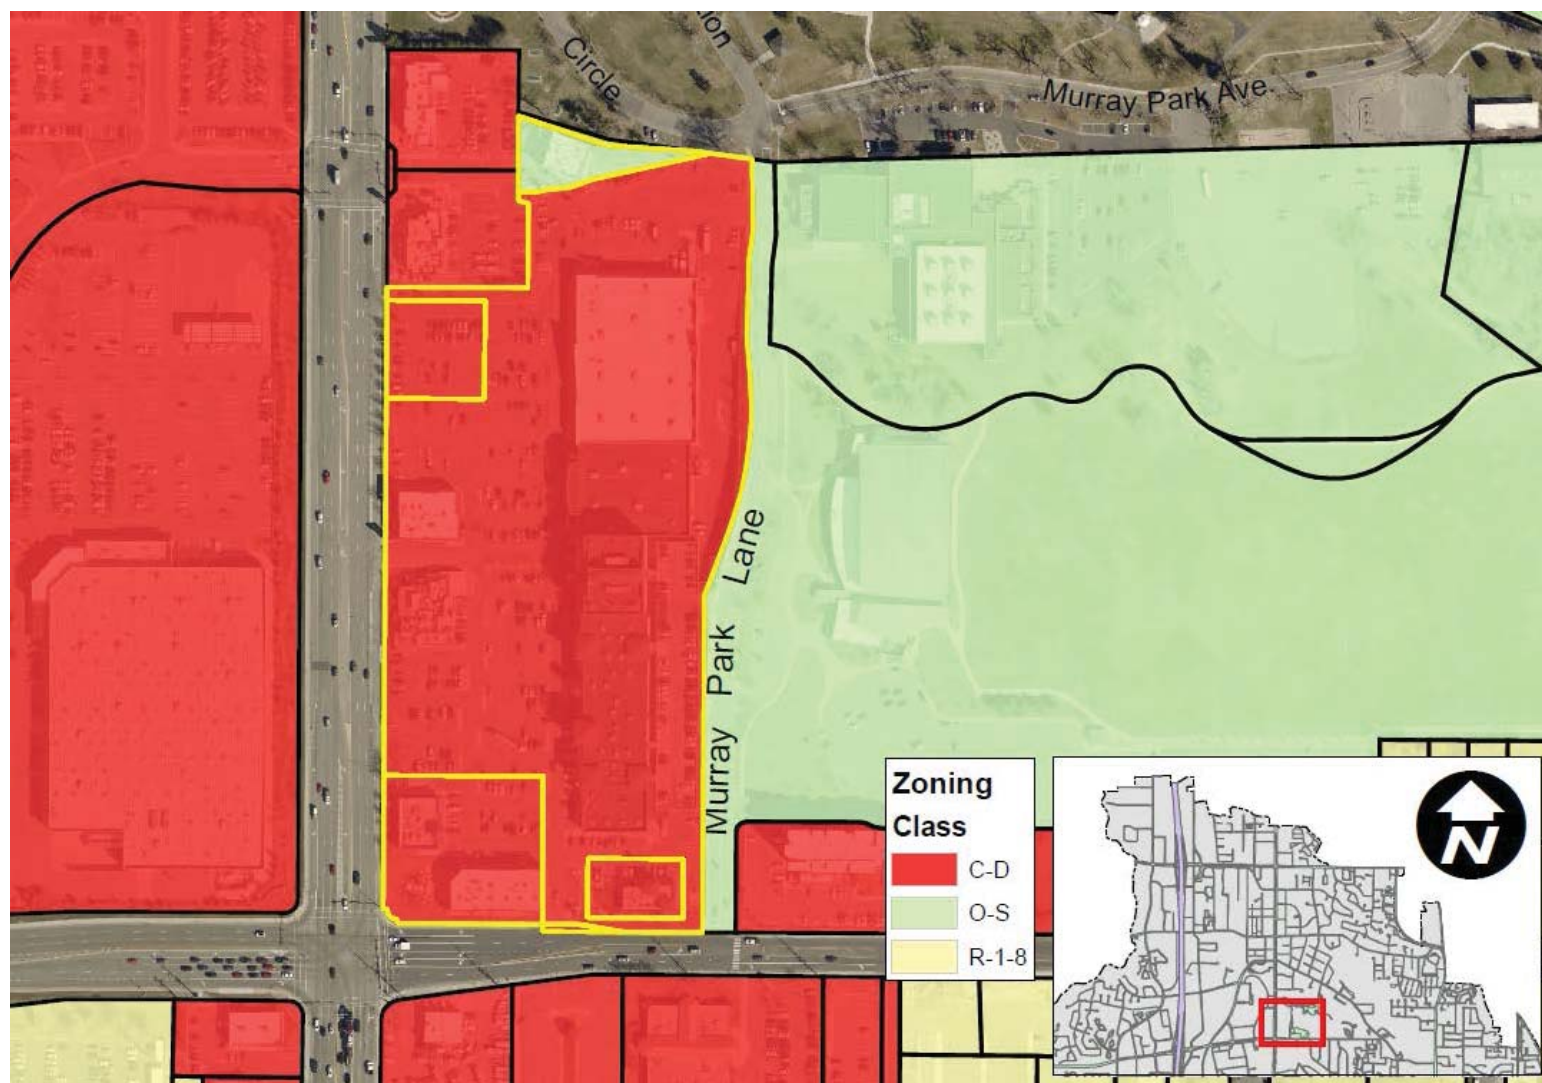 Circle
Murray Park Ave
Murray Park Lane
Zoning
Class
C-D
O-S
R-1-8
N